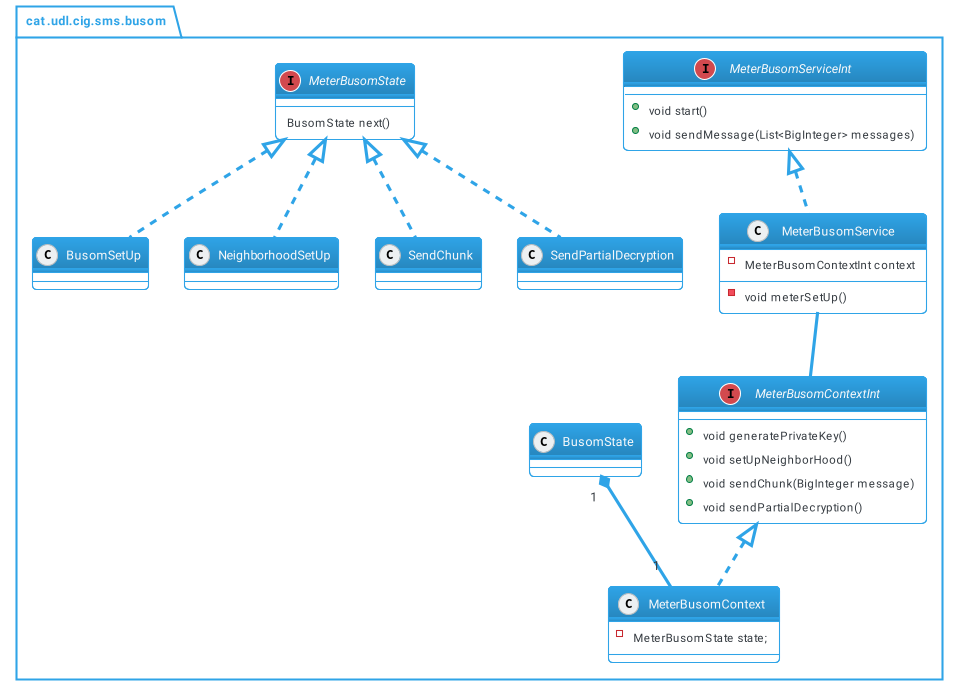 cat.udl.cig.sms.busom
I MeterBusomState
BusomState next()
I MeterBusomServiceInt
void start()
void sendMessage(List<BigInteger> messages)
C BusomSetUp
C NeighborhoodSetUp
C SendChunk
C SendPartialDecryption
C MeterBusomService
MeterBusomContextInt context
void meterSetUp()
I MeterBusomContextInt
void generatePrivateKey()
void setUpNeighborHood()
void sendChunk(BigInteger message)
void sendPartialDecryption()
C BusomState
1
1
C MeterBusomContext
MeterBusomState state;